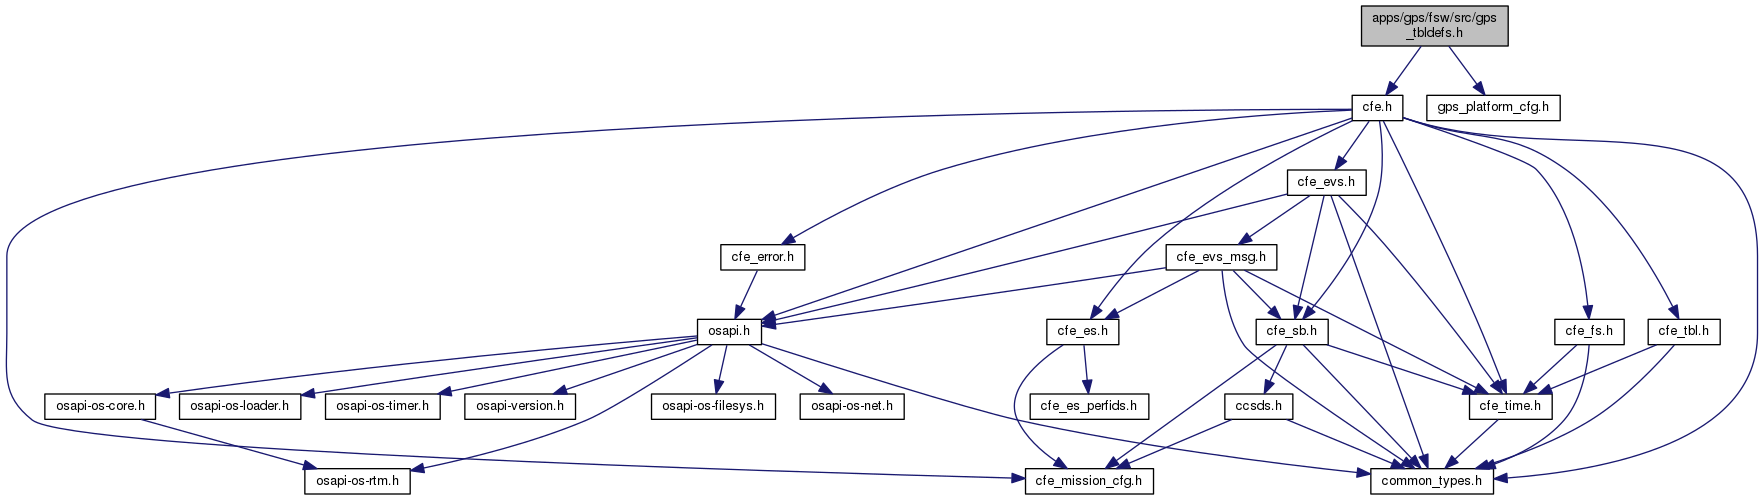 apps/gps/fsw/src/gps
_tbldefs.h
cfe.h
gps_platform_cfg.h
cfe_evs.h
cfe_error.h
cfe_evs_msg.h
osapi.h
cfe_es.h
cfe_sb.h
cfe_fs.h
cfe_tbl.h
osapi-os-core.h
osapi-os-loader.h
osapi-os-timer.h
osapi-version.h
osapi-os-filesys.h
osapi-os-net.h
cfe_es_perfids.h
ccsds.h
cfe_time.h
osapi-os-rtm.h
cfe_mission_cfg.h
common_types.h